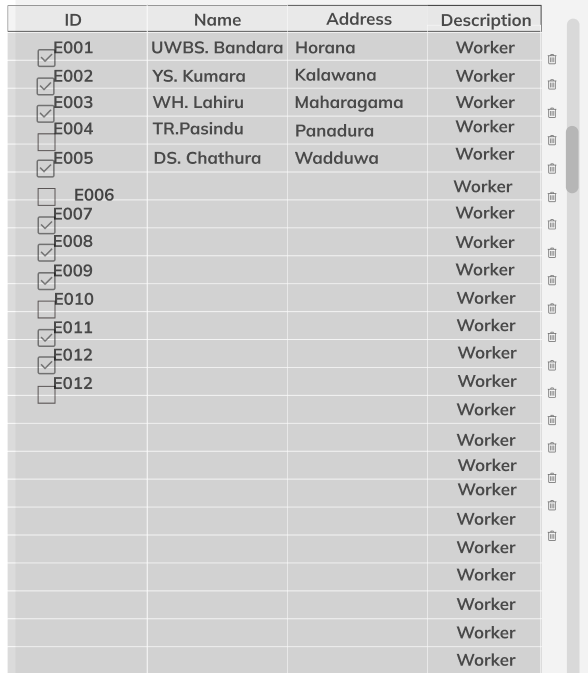 ID Name Address Description
E001 UWBS. Bandara Horana Worker
E002 YS. Kumara Kalawana Worker
E003 WH. Lahiru Maharagama Worker
E004 TR.Pasindu Panadura Worker
E005 DS. Chathura Wadduwa Worker
E006 Worker
E007 Worker
E008 Worker
E009 Worker
E010 Worker
E011 Worker
E012 Worker
E012 Worker
Worker
Worker
Worker
Worker
Worker
Worker
Worker
Worker
Worker
Worker